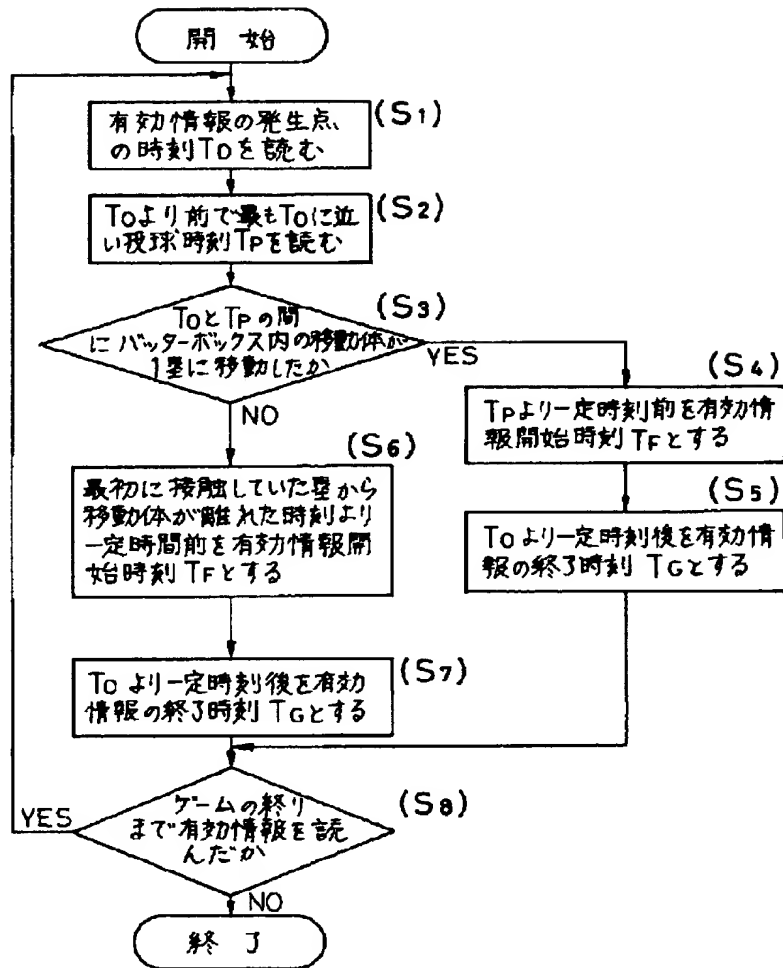 開始
有効情報の発生点、
の時刻TOを読む
(S1)
TOより前で最もTOに近
い投球時刻TPを読む
(S2)
TOとTPの間
にバッターボックス内の移動体が
1塁に移動したか
(S3)
YES
NO
(S4)
TPより一定時刻前を有効情
報開始時刻TFとする
(S5)
TOより一定時刻後を有効情
報の終了時刻TGとする
(S6)
最初に接触していた塁から
移動体が離れた時刻より
一定時間前を有効情報開
始時刻TFとする
(S7)
TOより一定時刻後を有効
情報の終了時刻TGとする
(S8)
ゲームの終り
まで有効情報を読
んだか
YES
NO
終了